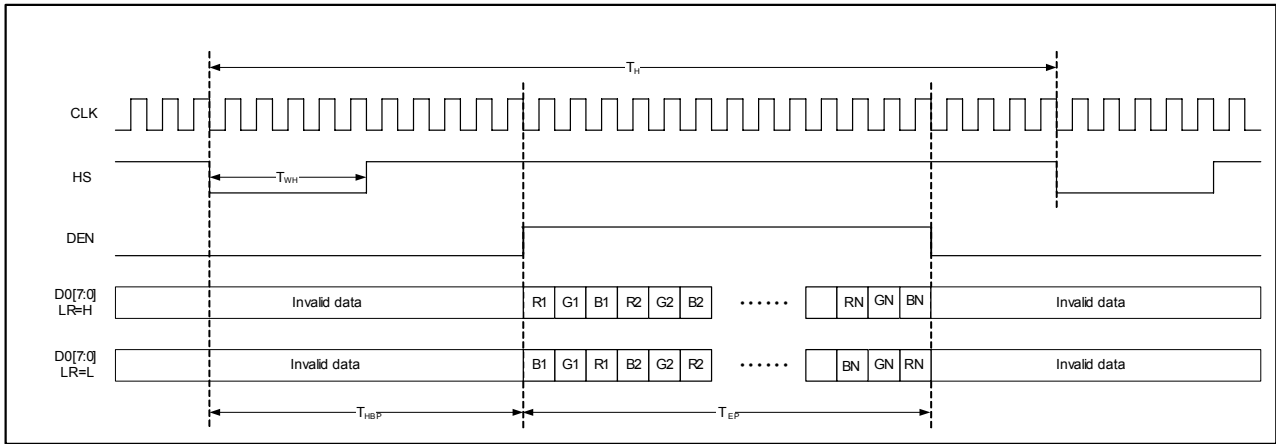 TH
CLK
HS
TWH
DEN
D0[7:0]
LR=H
Invalid data R1 G1 B1 R2 G2 B2 ...... RN GN BN Invalid data
D0[7:0]
LR=L
Invalid data B1 G1 R1 B2 G2 R2 ...... BN GN RN Invalid data
THBP TEP